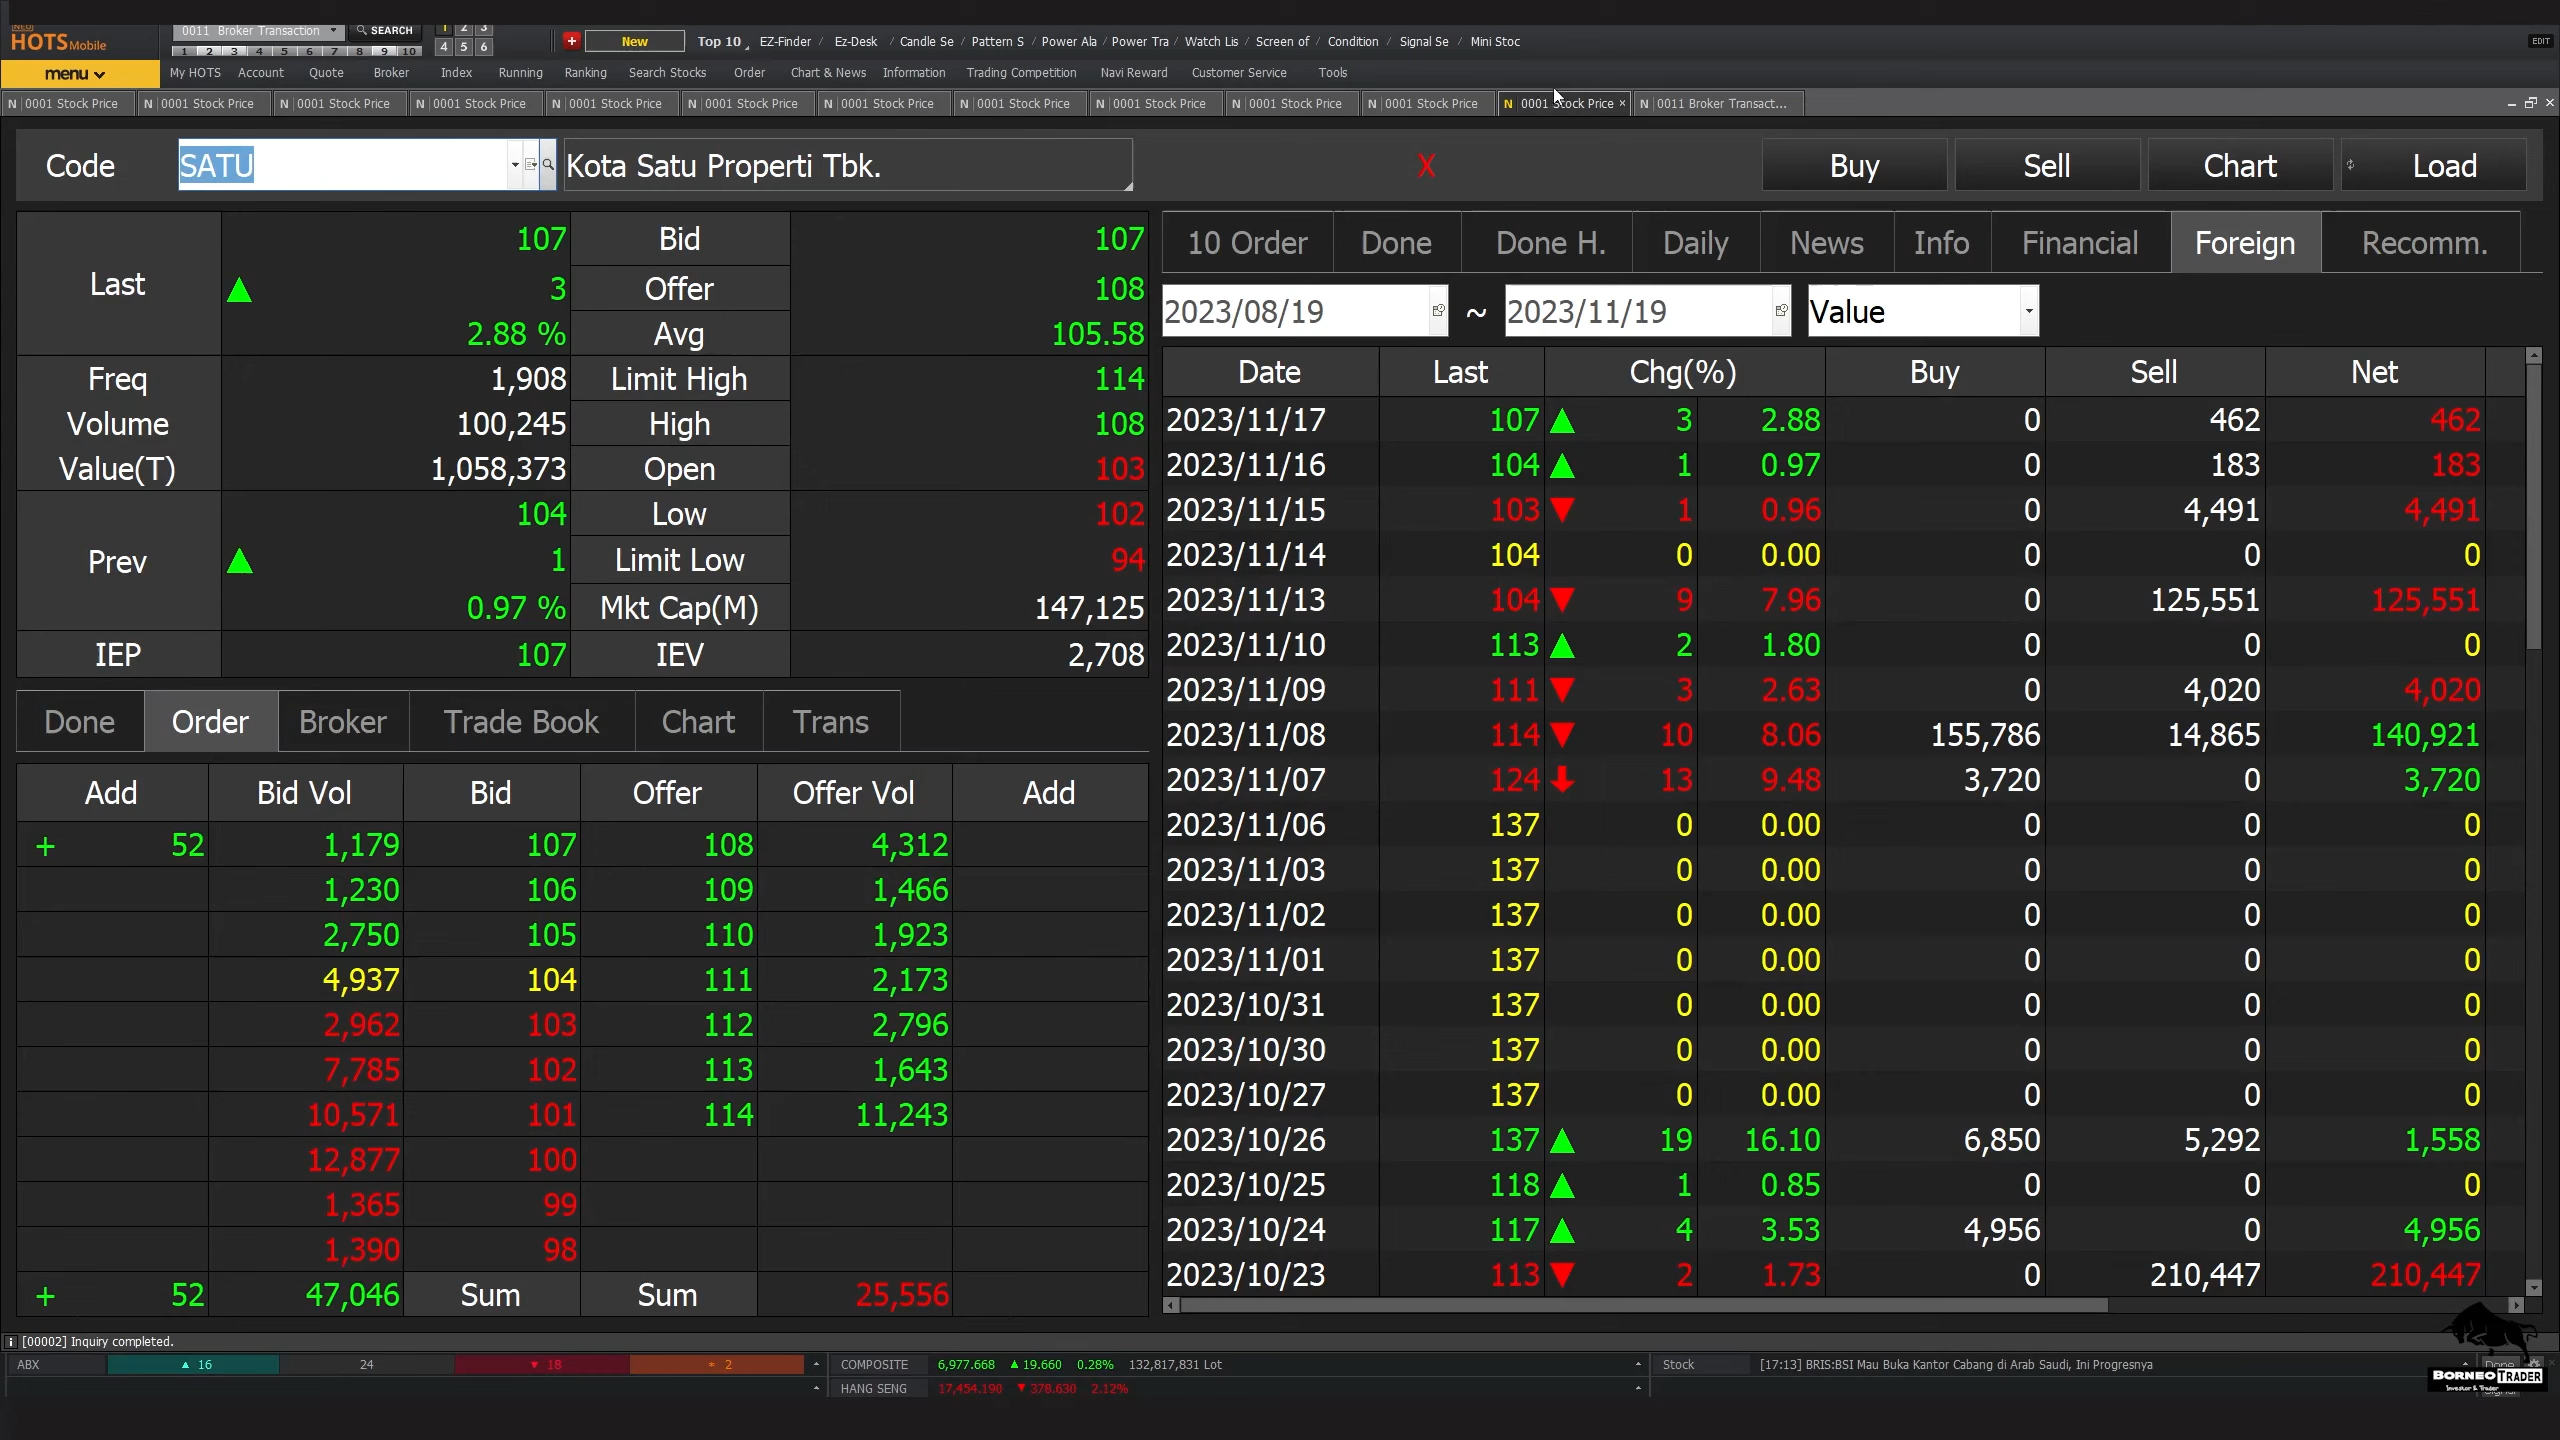 NEO
HOTS Mobile
0011 Broker Transaction
SEARCH
1 2 3
1 2 3 4 5 6 7 8 9 10
4 5 6
New
Top 10
EZ-Finder / Ez-Desk / Candle Se / Pattern S / Power Ala / Power Tra / Watch Lis / Screen of / Condition / Signal Se / Mini Stoc
EDIT
menu
My HOTS Account Quote Broker Index Running Ranking Search Stocks Order Chart & News Information Trading Competition Navi Reward Customer Service Tools
N 0001 Stock Price N 0001 Stock Price N 0001 Stock Price N 0001 Stock Price N 0001 Stock Price N 0001 Stock Price N 0001 Stock Price N 0001 Stock Price N 0001 Stock Price N 0001 Stock Price N 0001 Stock Price N 0001 Stock Price × N 0011 Broker Transact...
Code SATU Kota Satu Properti Tbk. X Buy Sell Chart Load
Last 107 Bid 107
▲ 3 Offer 108
2.88 % Avg 105.58
Freq 1,908 Limit High 114
Volume 100,245 High 108
Value(T) 1,058,373 Open 103
Prev 104 Low 102
▲ 1 Limit Low 94
0.97 % Mkt Cap(M) 147,125
IEP 107 IEV 2,708
Done Order Broker Trade Book Chart Trans
Add Bid Vol Bid Offer Offer Vol Add
+ 52 1,179 107 108 4,312
1,230 106 109 1,466
2,750 105 110 1,923
4,937 104 111 2,173
2,962 103 112 2,796
7,785 102 113 1,643
10,571 101 114 11,243
12,877 100
1,365 99
1,390 98
+ 52 47,046 Sum Sum 25,556
10 Order Done Done H. Daily News Info Financial Foreign Recomm.
2023/08/19 ~ 2023/11/19 Value
Date Last Chg(%) Buy Sell Net
2023/11/17 107 ▲ 3 2.88 0 462 462
2023/11/16 104 ▲ 1 0.97 0 183 183
2023/11/15 103 ▼ 1 0.96 0 4,491 4,491
2023/11/14 104 0 0.00 0 0 0
2023/11/13 104 ▼ 9 7.96 0 125,551 125,551
2023/11/10 113 ▲ 2 1.80 0 0 0
2023/11/09 111 ▼ 3 2.63 0 4,020 4,020
2023/11/08 114 ▼ 10 8.06 155,786 14,865 140,921
2023/11/07 124 ⬇ 13 9.48 3,720 0 3,720
2023/11/06 137 0 0.00 0 0 0
2023/11/03 137 0 0.00 0 0 0
2023/11/02 137 0 0.00 0 0 0
2023/11/01 137 0 0.00 0 0 0
2023/10/31 137 0 0.00 0 0 0
2023/10/30 137 0 0.00 0 0 0
2023/10/27 137 0 0.00 0 0 0
2023/10/26 137 ▲ 19 16.10 6,850 5,292 1,558
2023/10/25 118 ▲ 1 0.85 0 0 0
2023/10/24 117 ▲ 4 3.53 4,956 0 4,956
2023/10/23 113 ▼ 2 1.73 0 210,447 210,447
i [00002] Inquiry completed.
ABX ▲ 16 24 ▼ 18 * 2 COMPOSITE 6,977.668 ▲ 19.660 0.28% 132,817,831 Lot Stock [17:13] BRIS:BSI Mau Buka Kantor Cabang di Arab Saudi, Ini Progresnya Done
HANG SENG 17,454.190 ▼ 378.630 2.12%
BORNEO TRADER
Investor & Trader